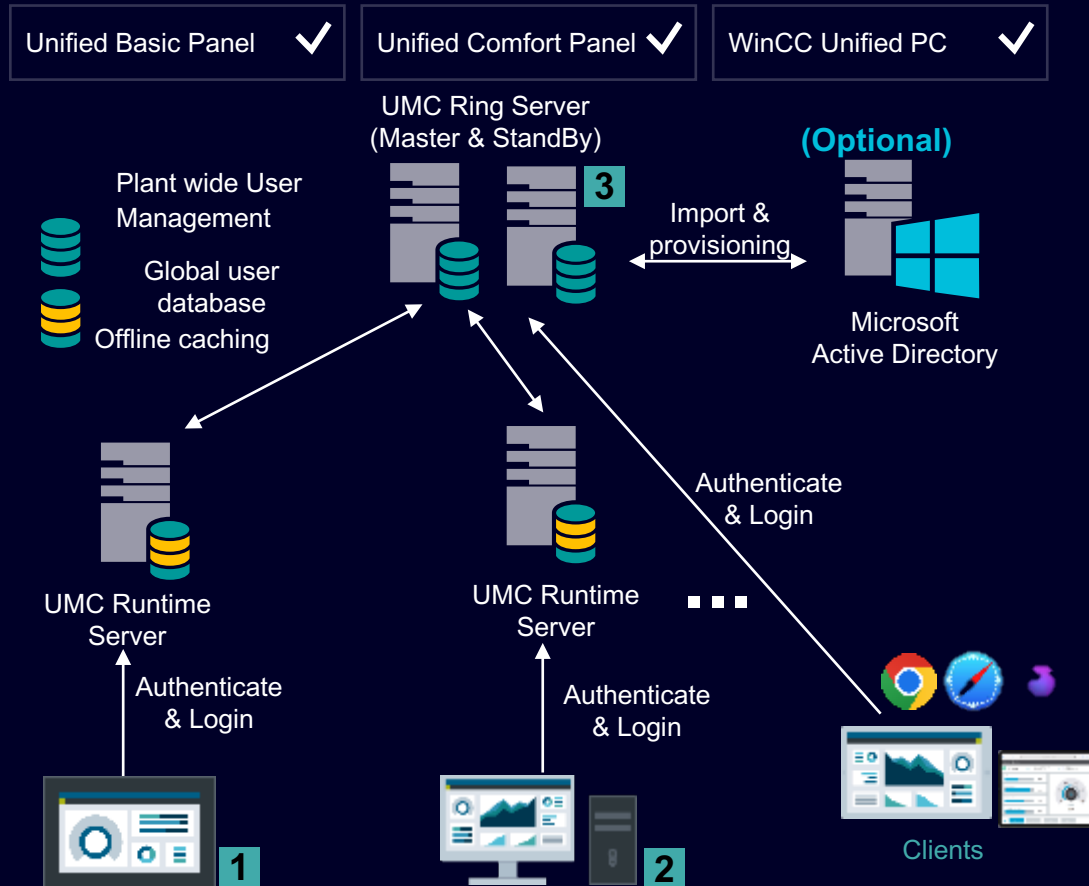 Unified Basic Panel
Unified Comfort Panel
WinCC Unified PC
UMC Ring Server
(Master & StandBy)
(Optional)
3
Plant wide User
Management
Import &
provisioning
Global user
database
Offline caching
Microsoft
Active Directory
Authenticate
& Login
UMC Runtime
Server
UMC Runtime
Server
Authenticate
& Login
Authenticate
& Login
Clients
1
2